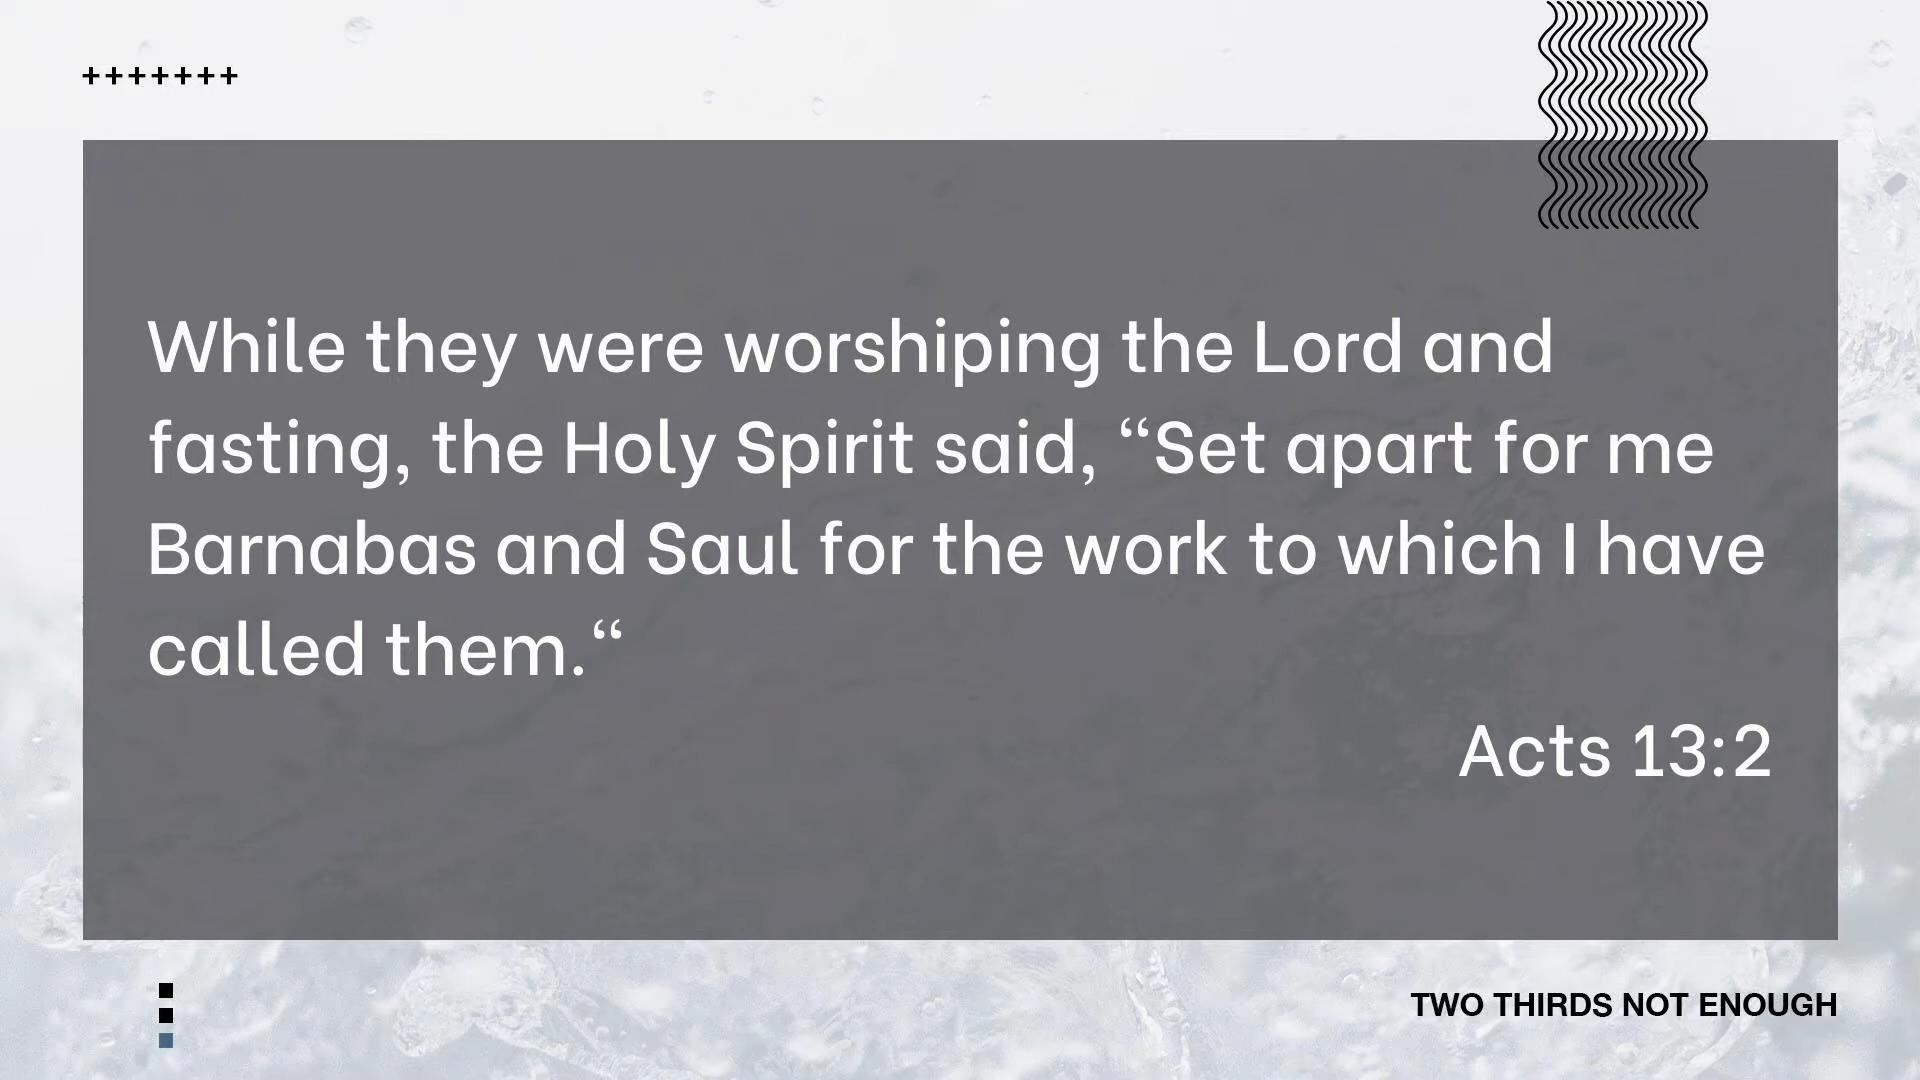 +++++++
While they were worshiping the Lord and
fasting, the Holy Spirit said, “Set apart for me
Barnabas and Saul for the work to which I have
called them.“
Acts 13:2
TWO THIRDS NOT ENOUGH